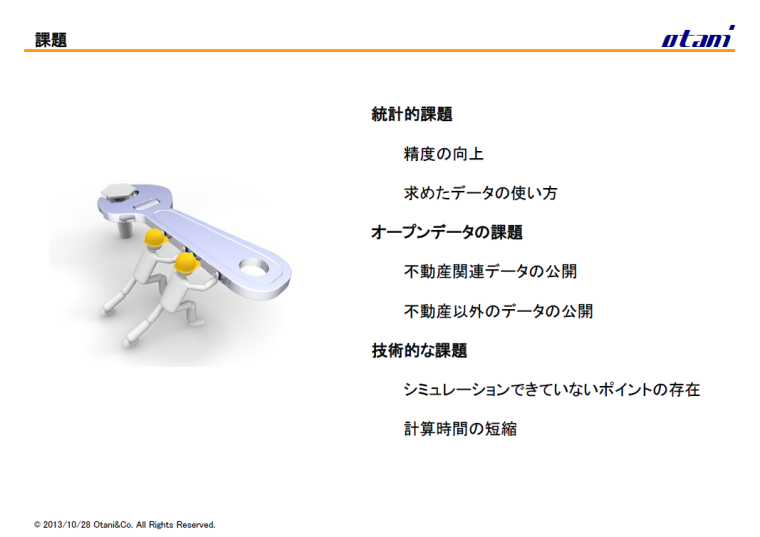 課題
otani
統計的課題
精度の向上
求めたデータの使い方
オープンデータの課題
不動産関連データの公開
不動産以外のデータの公開
技術的な課題
シミュレーションできていないポイントの存在
計算時間の短縮
© 2013/10/28 Otani&Co. All Rights Reserved.